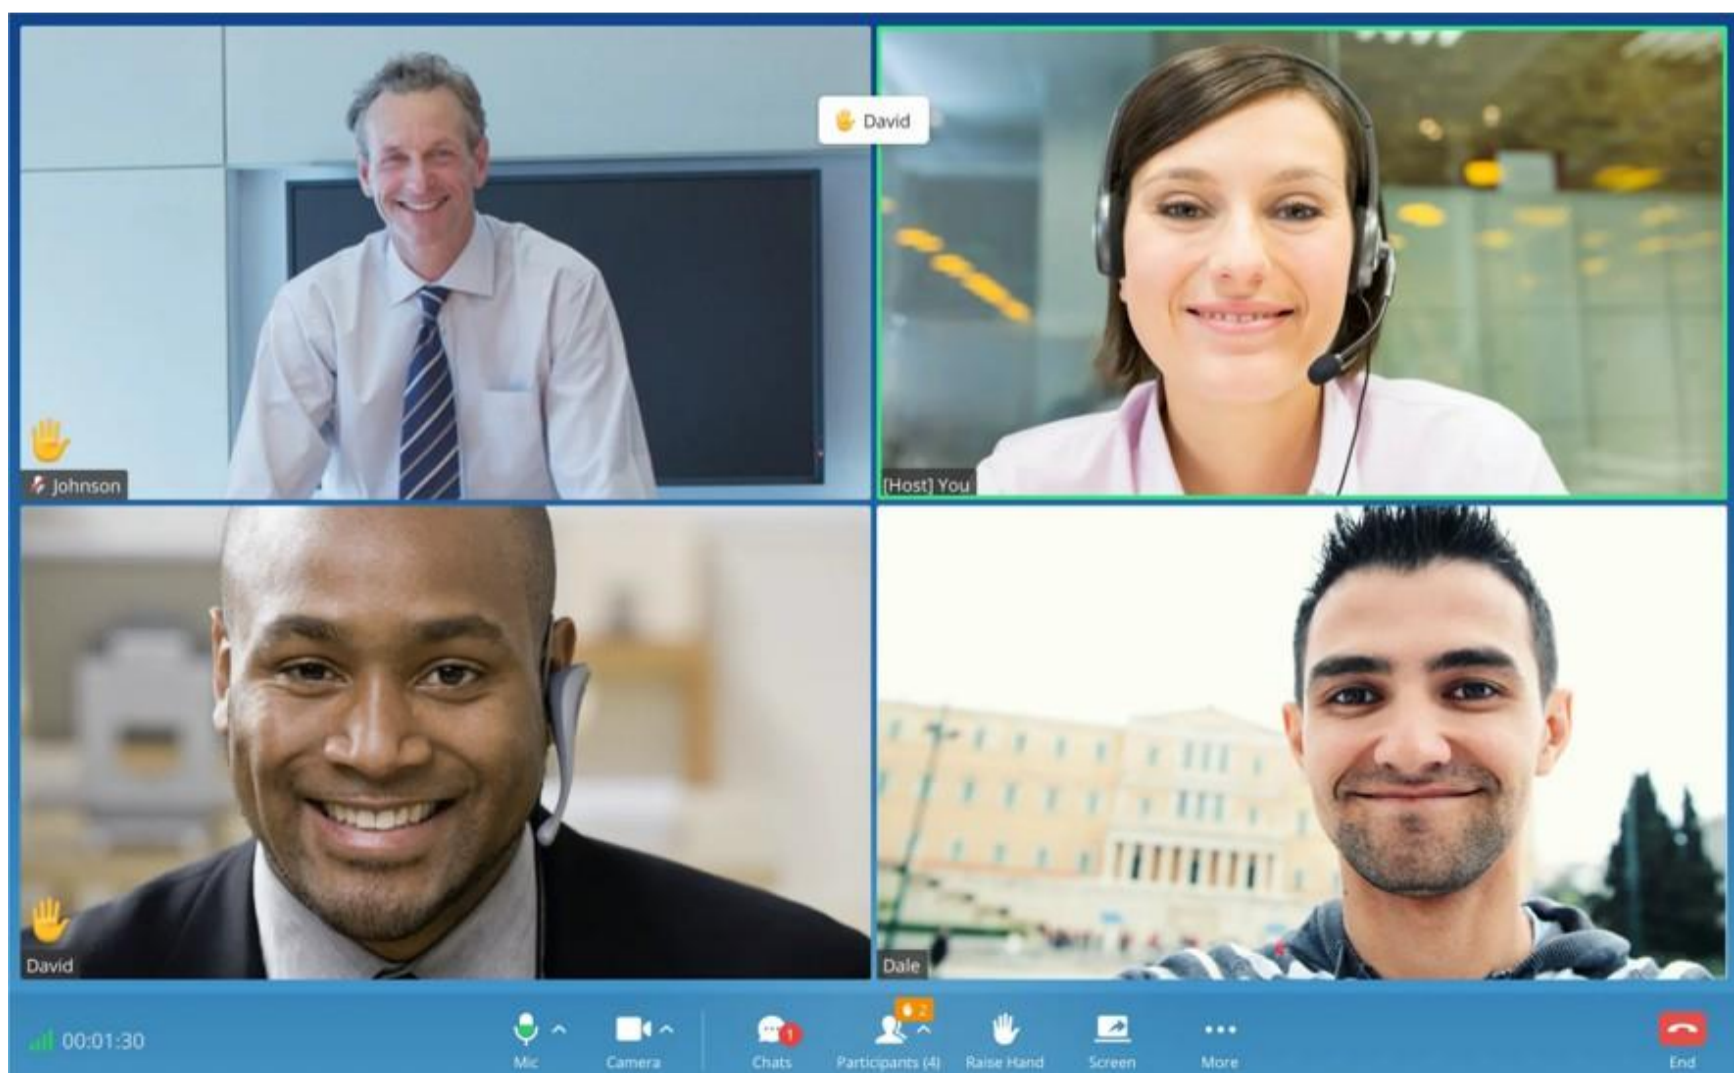 David
Johnson
[Host] You
David
Dale
2
1
00:01:30
Mic
Camera
Chats
Participants (4)
Raise Hand
Screen
More
End